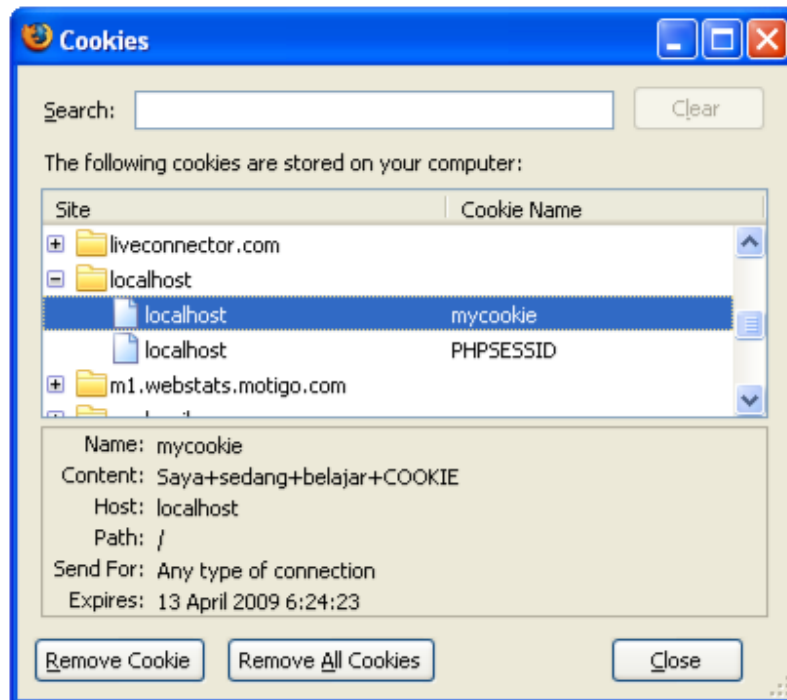 Cookies
Search: Clear
The following cookies are stored on your computer:
Site Cookie Name
liveconnector.com
localhost
localhost mycookie
localhost PHPSESSID
m1.webstats.motigo.com
Name: mycookie
Content: Saya+sedang+belajar+COOKIE
Host: localhost
Path: /
Send For: Any type of connection
Expires: 13 April 2009 6:24:23
Remove Cookie Remove All Cookies Close